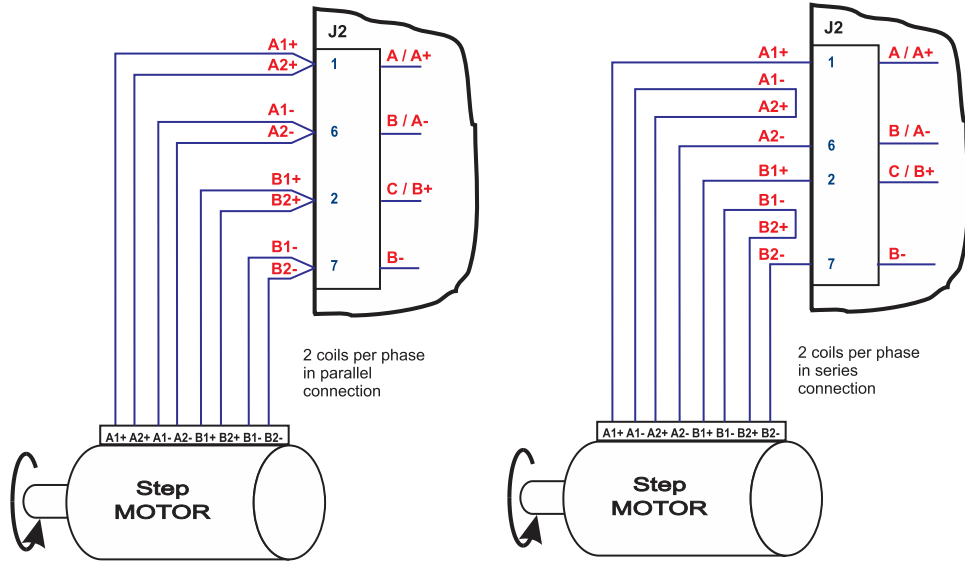 J2
A1+
A2+
1
A / A+
A1-
A2-
6
B / A-
B1+
B2+
2
C / B+
B1-
B2-
7
B-
2 coils per phase
in parallel
connection
A1+ A2+ A1- A2- B1+ B2+ B1- B2-
Step
MOTOR
J2
A1+
1
A / A+
A1-
A2+
A2-
6
B / A-
B1+
2
C / B+
B1-
B2+
B2-
7
B-
2 coils per phase
in series
connection
A1+ A1- A2+ A2- B1+ B1- B2+ B2-
Step
MOTOR